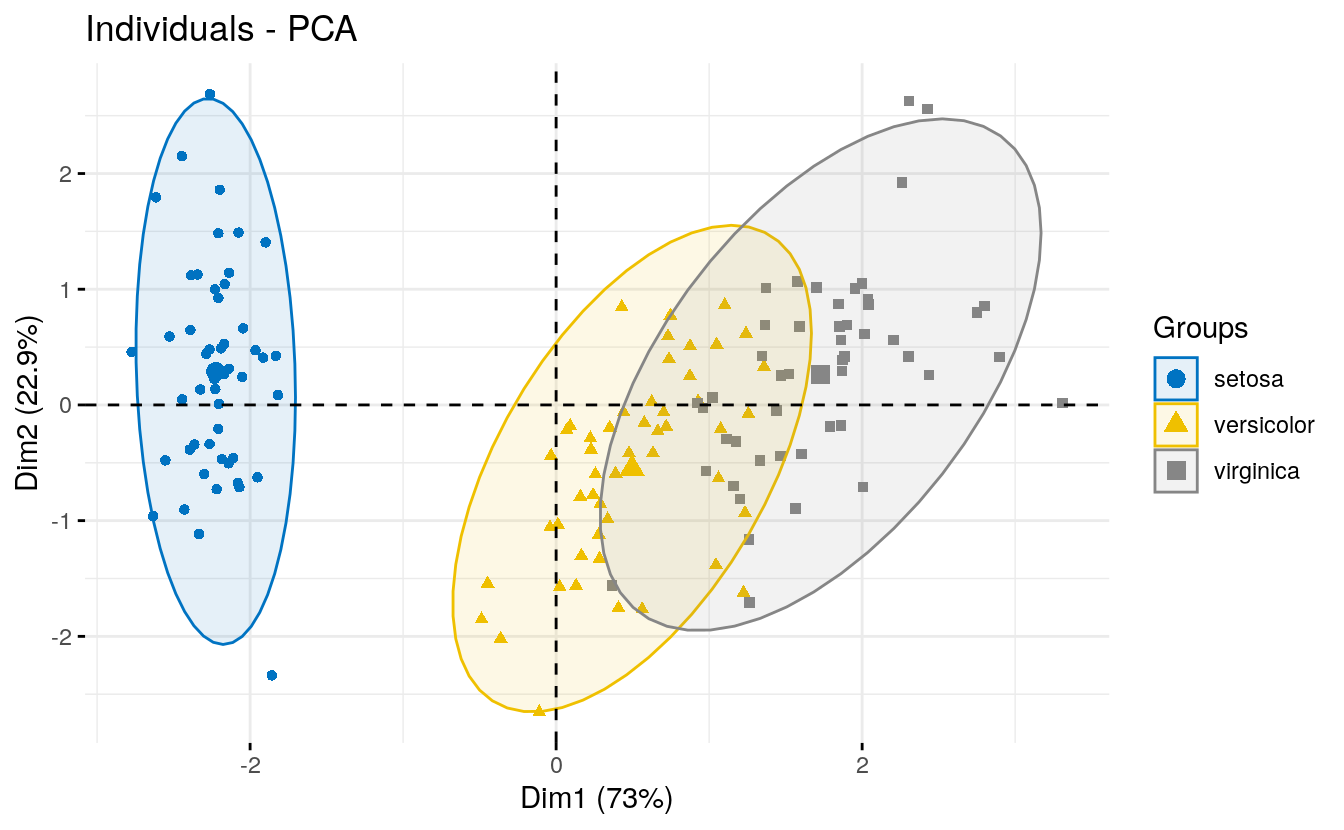 Individuals - PCA
Dim2 (22.9%)
2
1
0
-1
-2
-2
0
2
Dim1 (73%)
Groups
setosa
versicolor
virginica